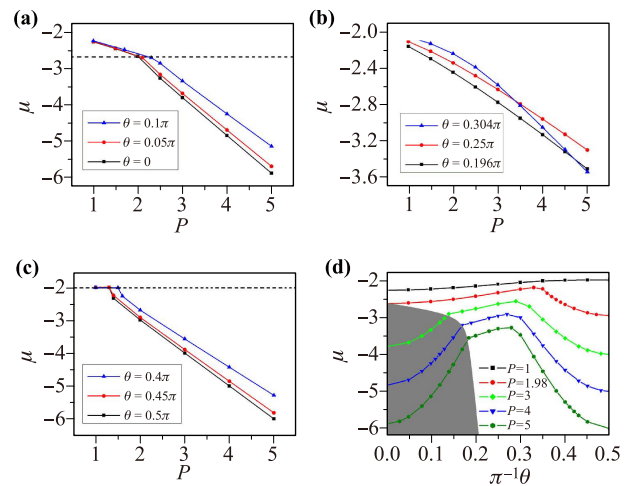 (a)
−2
−3
−4
−5
−6
μ
θ = 0.1π
θ = 0.05π
θ = 0
1 2 3 4 5
P
(b)
−2.0
−2.4
−2.8
−3.2
−3.6
μ
θ = 0.304π
θ = 0.25π
θ = 0.196π
1 2 3 4 5
P
(c)
−2
−3
−4
−5
−6
μ
θ = 0.4π
θ = 0.45π
θ = 0.5π
1 2 3 4 5
P
(d)
−1
−2
−3
−4
−5
−6
μ
P=1
P=1.98
P=3
P=4
P=5
0.0 0.1 0.2 0.3 0.4 0.5
π⁻¹θ